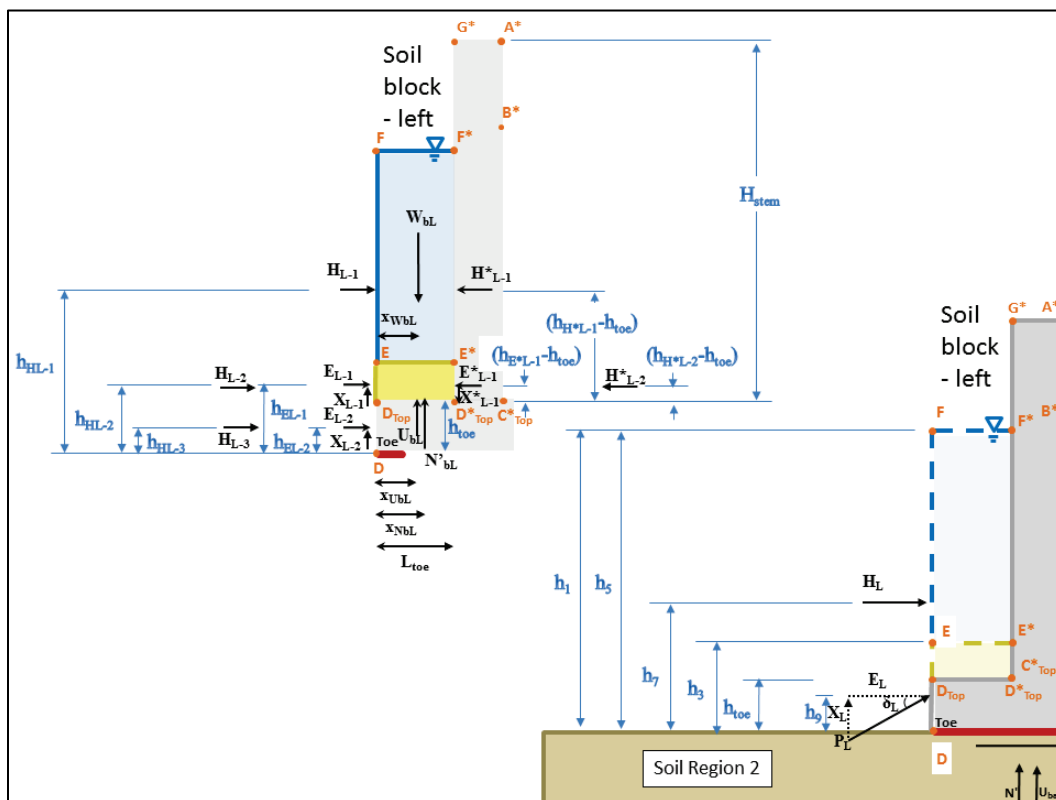 G*
A*
Soil
block
- left
B*
F
F*
H_stem
W_bL
H_L-1
H*_L-1
x_WbL
(h_H*L-1-h_toe)
(h_E*L-1-h_toe)
(h_H*L-2-h_toe)
h_HL-1
E
E*
E_L-1
E*_L-1
H_L-2
H*_L-2
X_L-1
X*_L-1
h_EL-1
E_L-2
D_Top
D*_Top
C*_Top
h_HL-2
H_L-3
h_HL-3
h_EL-2
X_L-2
Toe
U_bL
h_toe
N'_bL
D
x_UbL
x_NbL
L_toe
G*
A*
Soil
block
- left
F
F*
B*
h_1
h_5
H_L
E
E*
h_7
h_3
C*_Top
E_L
D_Top
D*_Top
h_toe
h_9
X_L
δ_L
P_L
Toe
D
Soil Region 2
N'